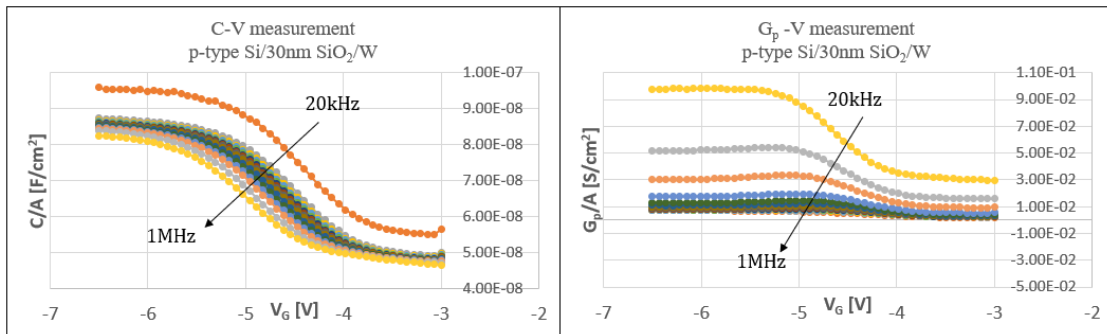 C-V measurement
p-type Si/30nm SiO₂/W
1.00E-07
9.00E-08
8.00E-08
7.00E-08
6.00E-08
5.00E-08
4.00E-08
C/A [F/cm²]
20kHz
1MHz
-7
-6
-5
-4
-3
-2
V_G [V]
G_p -V measurement
p-type Si/30nm SiO₂/W
1.10E-01
9.00E-02
7.00E-02
5.00E-02
3.00E-02
1.00E-02
-1.00E-02
-3.00E-02
-5.00E-02
G_p/A [S/cm²]
20kHz
1MHz
-7
-6
-5
-4
-3
-2
V_G [V]